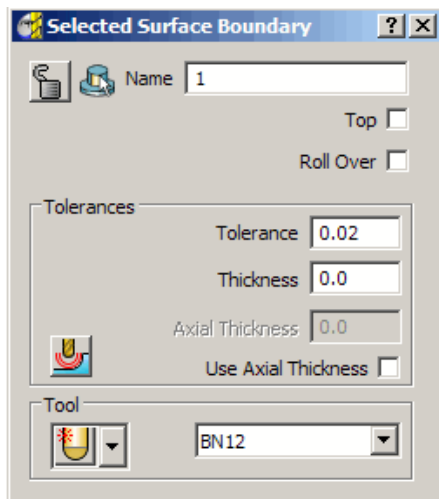 Selected Surface Boundary ? X
Name 1
Top
Roll Over
Tolerances
Tolerance 0.02
Thickness 0.0
Axial Thickness 0.0
Use Axial Thickness
Tool
BN12